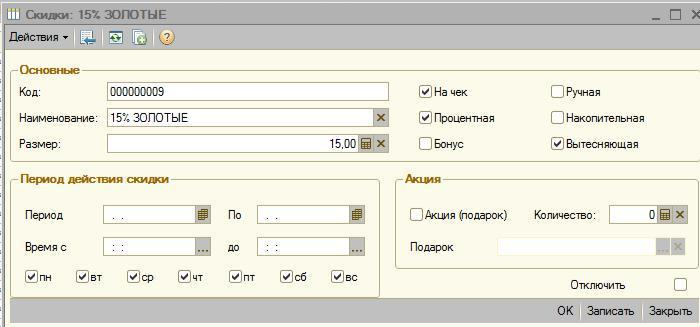 Скидки: 15% ЗОЛОТЫЕ
Действия
Основные
Код: 000000009
На чек Ручная
Наименование: 15% ЗОЛОТЫЕ
Процентная Накопительная
Размер: 15,00
Бонус Вытесняющая
Период действия скидки
Акция
Период . . По . .
Акция (подарок) Количество: 0
Время с : : до : :
Подарок ...
пн вт ср чт пт сб вс
Отключить
OK Записать Закрыть